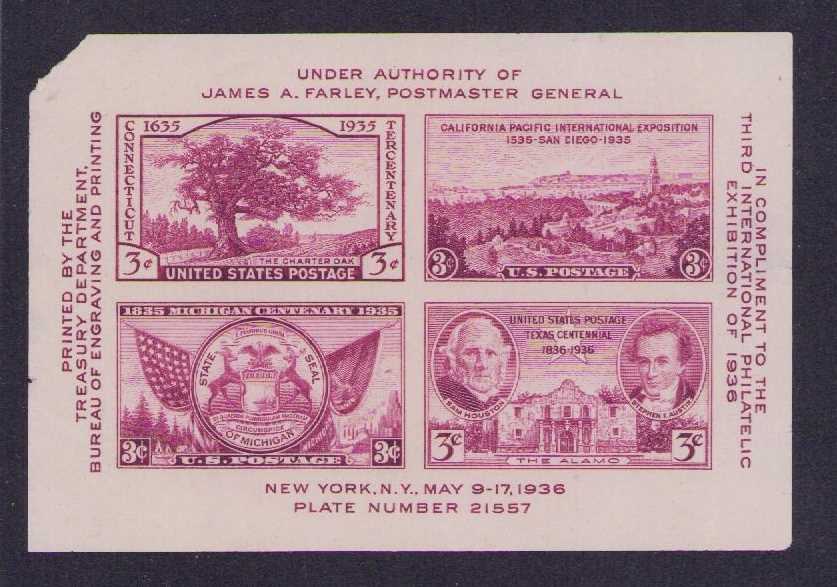 UNDER AUTHORITY OF
JAMES A. FARLEY, POSTMASTER GENERAL
PRINTED BY THE
TREASURY DEPARTMENT,
BUREAU OF ENGRAVING AND PRINTING
CONNECTICUT
1635
1935
TERCENTENARY
THE CHARTER OAK
3¢
3¢
UNITED STATES POSTAGE
CALIFORNIA PACIFIC INTERNATIONAL EXPOSITION
1535-SAN DIEGO-1935
3¢
3¢
U.S. POSTAGE
1835 MICHIGAN CENTENARY 1935
E PLURIBUS UNUM
STATE SEAL
CIRCUMSPICE
OF MICHIGAN
3¢
3¢
U.S. POSTAGE
UNITED STATES POSTAGE
TEXAS CENTENNIAL
1836-1936
SAM HOUSTON
STEPHEN F. AUSTIN
3¢
3¢
THE ALAMO
IN COMPLIMENT TO THE
THIRD INTERNATIONAL PHILATELIC
EXHIBITION OF 1936
NEW YORK, N.Y., MAY 9-17, 1936
PLATE NUMBER 21557